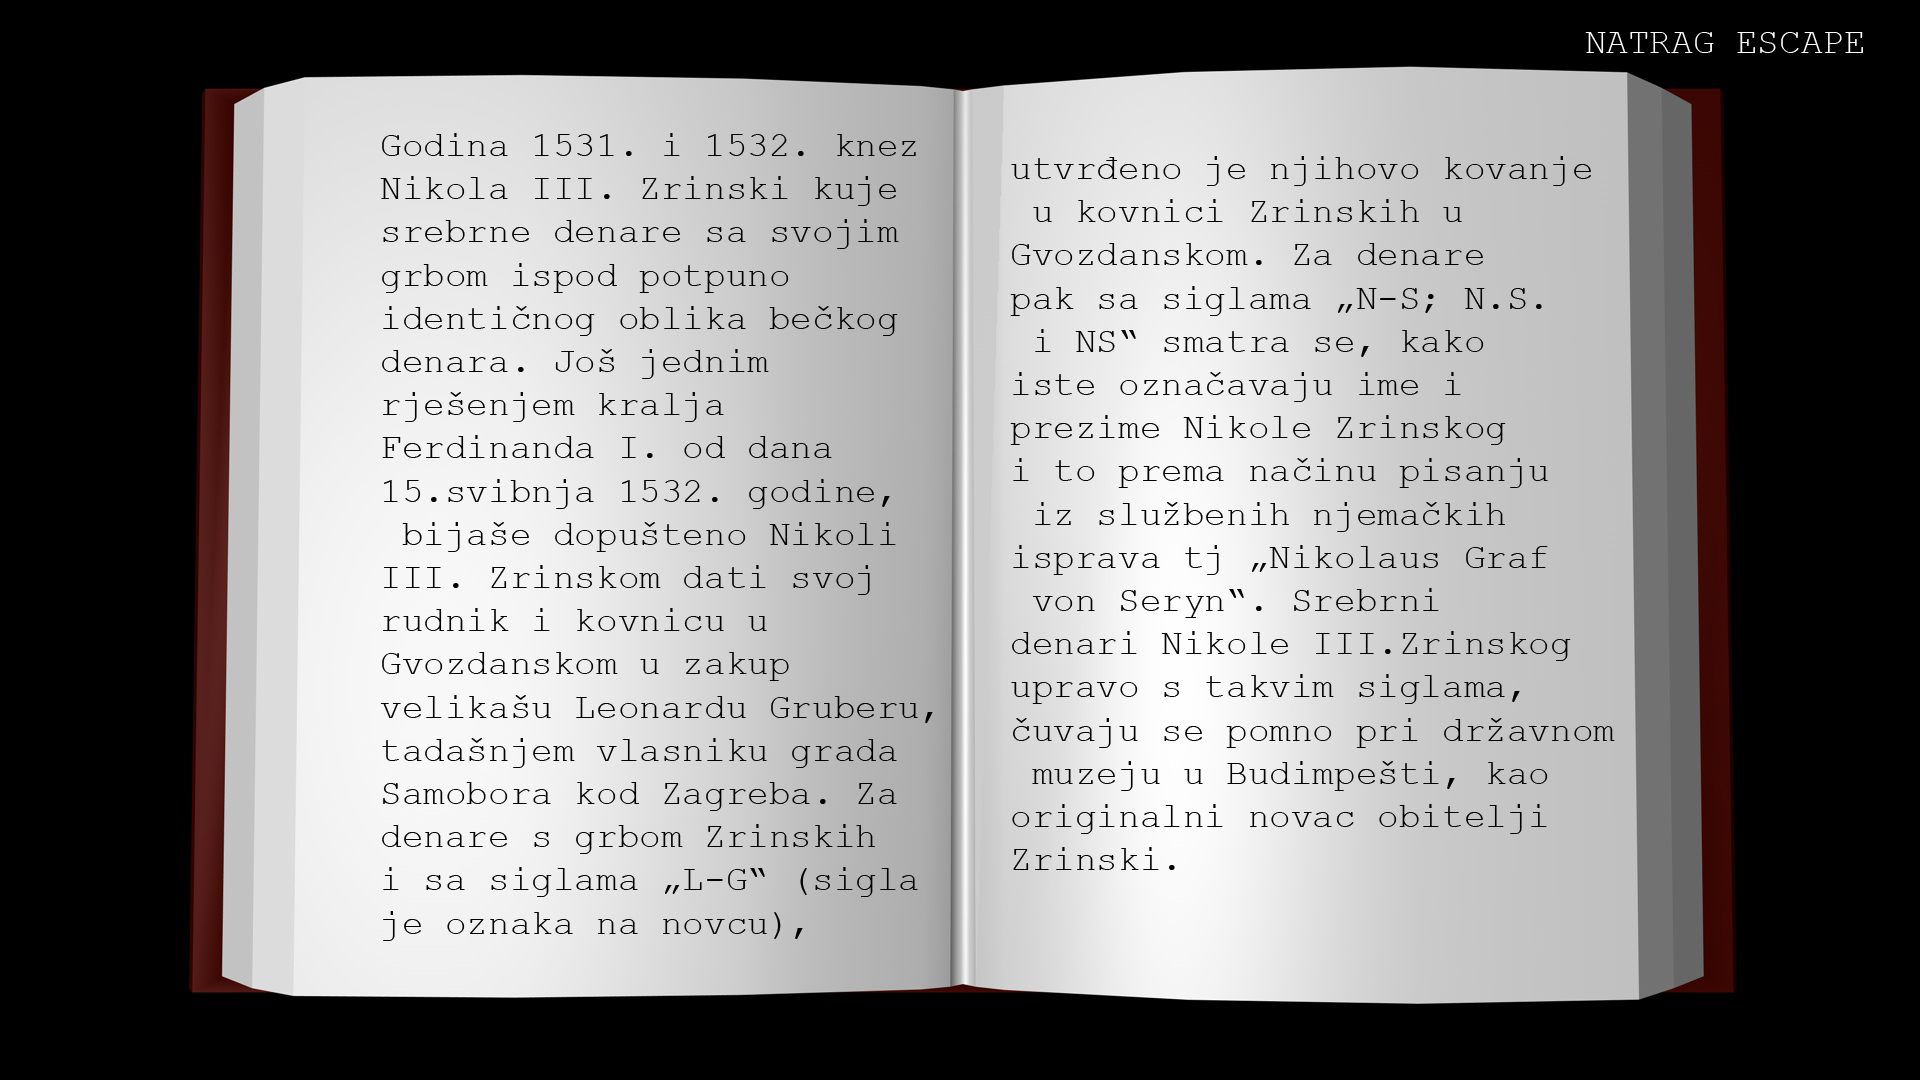 NATRAG ESCAPE
Godina 1531. i 1532. knez
Nikola III. Zrinski kuje
srebrne denare sa svojim
grbom ispod potpuno
identičnog oblika bečkog
denara. Još jednim
rješenjem kralja
Ferdinanda I. od dana
15.svibnja 1532. godine,
bijaše dopušteno Nikoli
III. Zrinskom dati svoj
rudnik i kovnicu u
Gvozdanskom u zakup
velikašu Leonardu Gruberu,
tadašnjem vlasniku grada
Samobora kod Zagreba. Za
denare s grbom Zrinskih
i sa siglama „L-G‟ (sigla
je oznaka na novcu),
utvrđeno je njihovo kovanje
u kovnici Zrinskih u
Gvozdanskom. Za denare
pak sa siglama „N-S; N.S.
i NS‟ smatra se, kako
iste označavaju ime i
prezime Nikole Zrinskog
i to prema načinu pisanju
iz službenih njemačkih
isprava tj „Nikolaus Graf
von Seryn‟. Srebrni
denari Nikole III.Zrinskog
upravo s takvim siglama,
čuvaju se pomno pri državnom
muzeju u Budimpešti, kao
originalni novac obitelji
Zrinski.